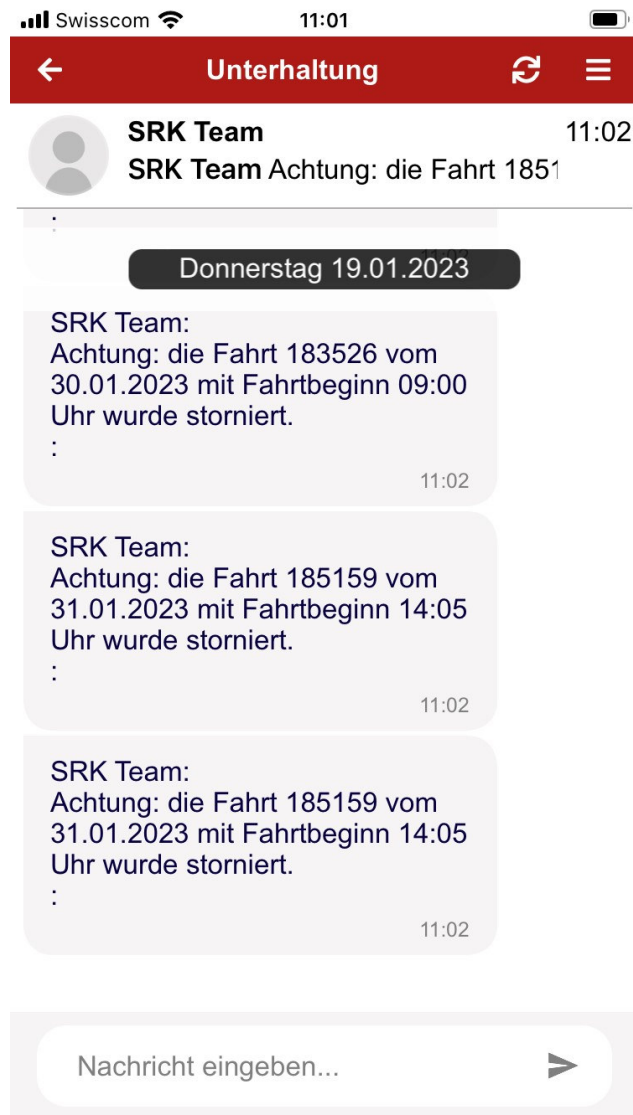 Swisscom 11:01
Unterhaltung
SRK Team 11:02
SRK Team Achtung: die Fahrt 1851
:
Donnerstag 19.01.2023
SRK Team:
Achtung: die Fahrt 183526 vom
30.01.2023 mit Fahrtbeginn 09:00
Uhr wurde storniert.
:
11:02
SRK Team:
Achtung: die Fahrt 185159 vom
31.01.2023 mit Fahrtbeginn 14:05
Uhr wurde storniert.
:
11:02
SRK Team:
Achtung: die Fahrt 185159 vom
31.01.2023 mit Fahrtbeginn 14:05
Uhr wurde storniert.
:
11:02
Nachricht eingeben...